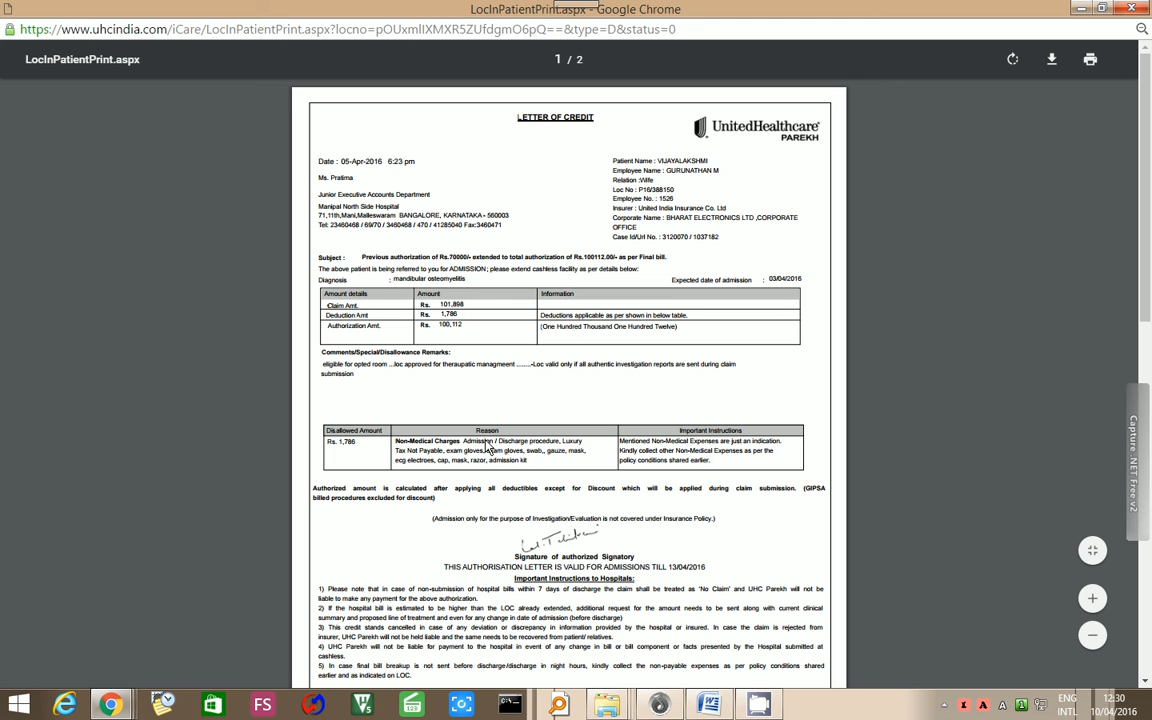 LocInPatientPrint.aspx - Google Chrome
https://www.uhcindia.com/iCare/LocInPatientPrint.aspx?locno=pOUxmlIXMXR5ZUfdgmO6pQ==&type=D&status=0
LocInPatientPrint.aspx
1 / 2
LETTER OF CREDIT
UnitedHealthcare
PAREKH
Date : 05-Apr-2016 6:23 pm
Ms. Pratima
Junior Executive Accounts Department
Manipal North Side Hospital
71,11th,Mani,Malleswaram BANGALORE, KARNATAKA - 560003
Tel: 23460468 / 69/70 / 3460468 / 470 / 41285040 Fax:3460471
Patient Name : VIJAYALAKSHMI
Employee Name : GURUNATHAN M
Relation :Wife
Loc No : P16/388150
Employee No. : 1526
Insurer : United India Insurance Co. Ltd
Corporate Name : BHARAT ELECTRONICS LTD ,CORPORATE
OFFICE
Case Id/Url No. : 3120070 / 1037182
Subject : Previous authorization of Rs.70000/- extended to total authorization of Rs.100112.00/- as per Final bill.
The above patient is being referred to you for ADMISSION; please extend cashless facility as per details below:
Diagnosis : mandibular osteomyelitis Expected date of admission : 03/04/2016
Amount details Amount Information
Claim Amt. Rs. 101,898
Deduction Amt Rs. 1,786 Deductions applicable as per shown in below table.
Authorization Amt. Rs. 100,112 (One Hundred Thousand One Hundred Twelve)
Comments/Special/Disallowance Remarks:
eligible for opted room ...loc approved for theraupatic managmeent ........-Loc valid only if all authentic investigation reports are sent during claim
submission
Disallowed Amount Reason Important Instructions
Rs. 1,786 Non-Medical Charges Admission / Discharge procedure, Luxury Mentioned Non-Medical Expenses are just an indication.
Tax Not Payable, exam gloves, exam gloves, swab,, gauze, mask, Kindly collect other Non-Medical Expenses as per the
ecg electroes, cap, mask, razor, admission kit policy conditions shared earlier.
Authorized amount is calculated after applying all deductibles except for Discount which will be applied during claim submission. (GIPSA
billed procedures excluded for discount)
(Admission only for the purpose of Investigation/Evaluation is not covered under Insurance Policy.)
Signature of authorized Signatory
THIS AUTHORISATION LETTER IS VALID FOR ADMISSIONS TILL 13/04/2016
Important Instructions to Hospitals:
1) Please note that in case of non-submission of hospital bills within 7 days of discharge the claim shall be treated as 'No Claim' and UHC Parekh will not be
liable to make any payment for the above authorization.
2) If the hospital bill is estimated to be higher than the LOC already extended, additional request for the amount needs to be sent along with current clinical
summary and proposed line of treatment and even for any change in date of admission (before discharge)
3) This credit stands cancelled in case of any deviation or discrepancy in information provided by the hospital or insured. In case the claim is rejected from
insurer, UHC Parekh will not be held liable and the same needs to be recovered from patient/ relatives.
4) UHC Parekh will not be liable for payment to the hospital in event of any change in bill or bill component or facts presented by the Hospital submitted at
cashless.
5) In case final bill breakup is not sent before discharge/discharge in night hours, kindly collect the non-payable expenses as per policy conditions shared
earlier and as indicated on LOC.
Capture .NET Free v2
FS
123
ENG
INTL
12:30
10/04/2016